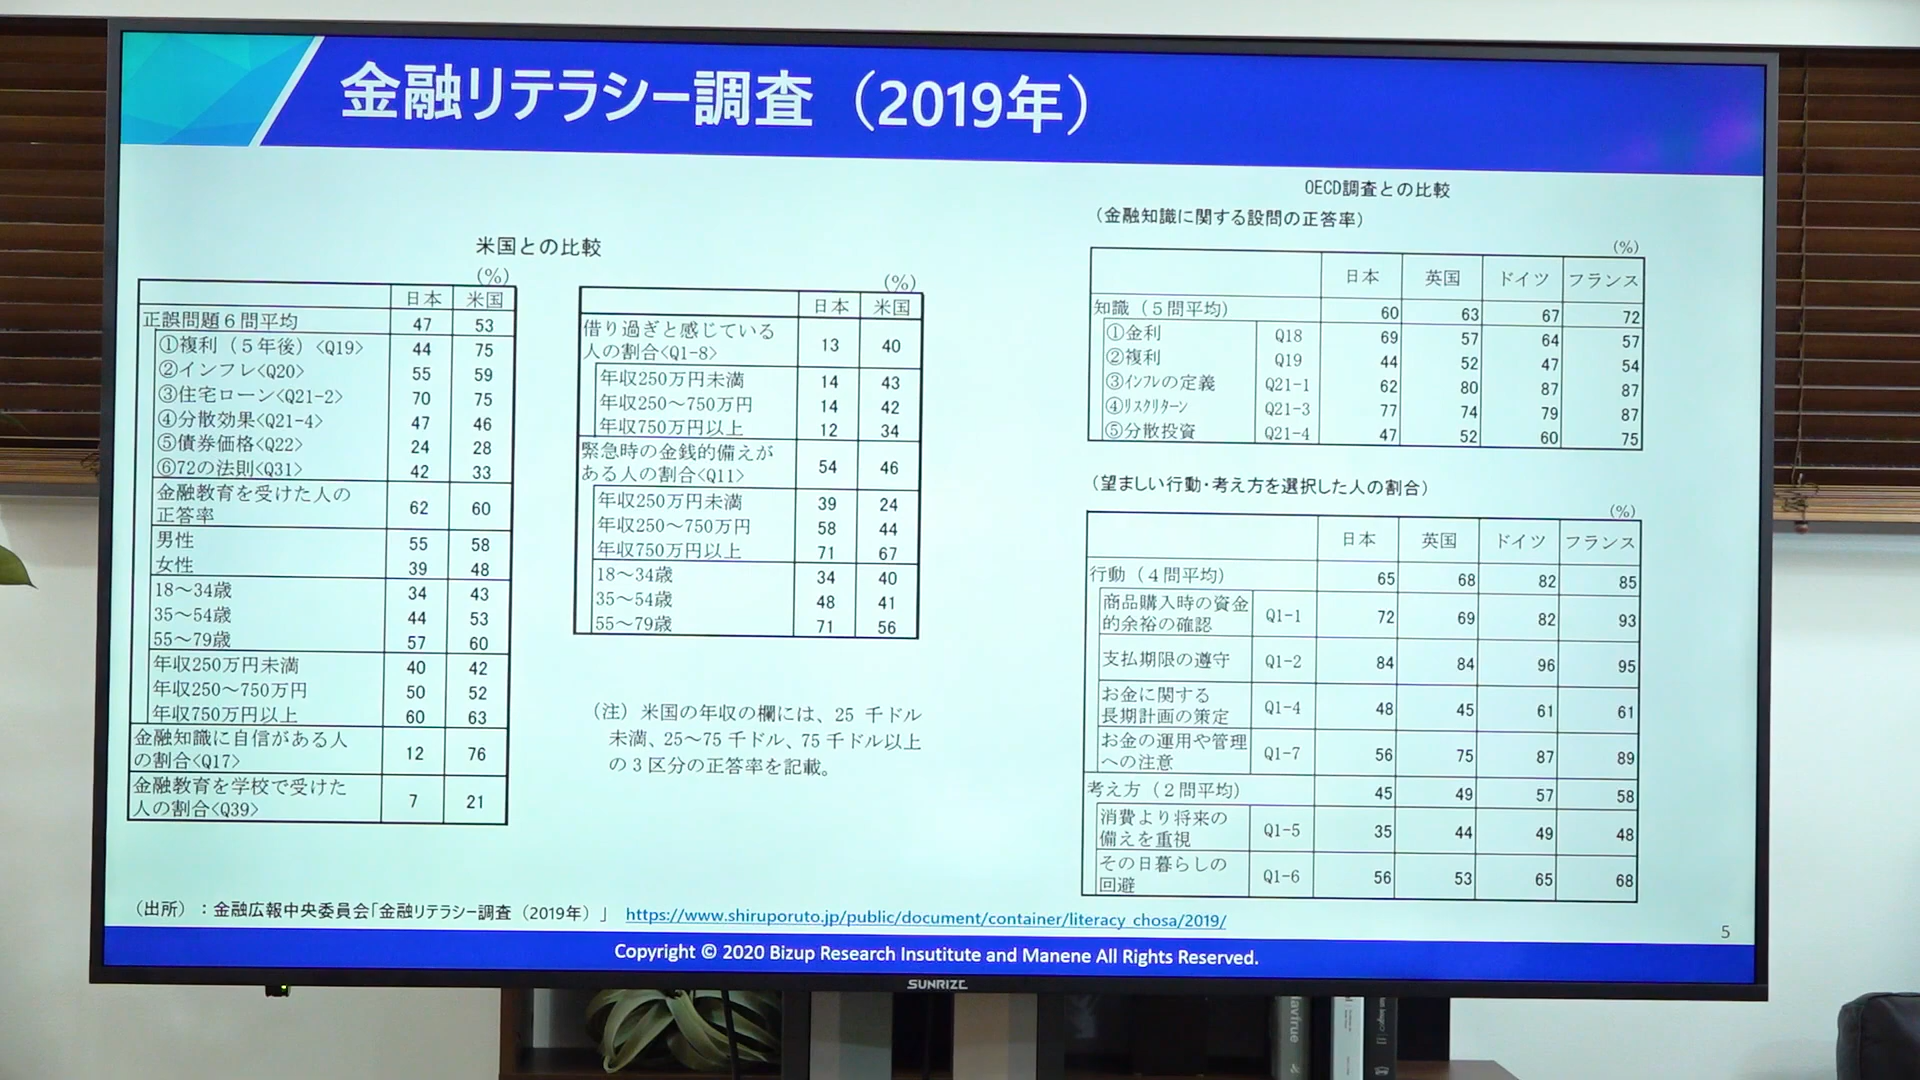 金融リテラシー調査（2019年）
米国との比較
(%)
日本 米国
正誤問題６問平均 47 53
①複利（５年後）<Q19> 44 75
②インフレ<Q20> 55 59
③住宅ローン<Q21-2> 70 75
④分散効果<Q21-4> 47 46
⑤債券価格<Q22> 24 28
⑥72の法則<Q31> 42 33
金融教育を受けた人の
正答率 62 60
男性 55 58
女性 39 48
18～34歳 34 43
35～54歳 44 53
55～79歳 57 60
年収250万円未満 40 42
年収250～750万円 50 52
年収750万円以上 60 63
金融知識に自信がある人
の割合<Q17> 12 76
金融教育を学校で受けた
人の割合<Q39> 7 21
(%)
日本 米国
借り過ぎと感じている
人の割合<Q1-8> 13 40
年収250万円未満 14 43
年収250～750万円 14 42
年収750万円以上 12 34
緊急時の金銭的備えが
ある人の割合<Q11> 54 46
年収250万円未満 39 24
年収250～750万円 58 44
年収750万円以上 71 67
18～34歳 34 40
35～54歳 48 41
55～79歳 71 56
（注）米国の年収の欄には、25 千ドル
未満、25～75 千ドル、75 千ドル以上
の 3 区分の正答率を記載。
OECD調査との比較
（金融知識に関する設問の正答率）
(%)
日本 英国 ドイツ フランス
知識（５問平均） 60 63 67 72
①金利 Q18 69 57 64 57
②複利 Q19 44 52 47 54
③インフレの定義 Q21-1 62 80 87 87
④リスクリターン Q21-3 77 74 79 87
⑤分散投資 Q21-4 47 52 60 75
（望ましい行動・考え方を選択した人の割合）
(%)
日本 英国 ドイツ フランス
行動（４問平均） 65 68 82 85
商品購入時の資金
的余裕の確認 Q1-1 72 69 82 93
支払期限の遵守 Q1-2 84 84 96 95
お金に関する
長期計画の策定 Q1-4 48 45 61 61
お金の運用や管理
への注意 Q1-7 56 75 87 89
考え方（２問平均） 45 49 57 58
消費より将来の
備えを重視 Q1-5 35 44 49 48
その日暮らしの
回避 Q1-6 56 53 65 68
（出所）：金融広報中央委員会「金融リテラシー調査（2019年）」 https://www.shiruporuto.jp/public/document/container/literacy_chosa/2019/
5
Copyright © 2020 Bizup Research Insutitute and Manene All Rights Reserved.
SUNRIZE